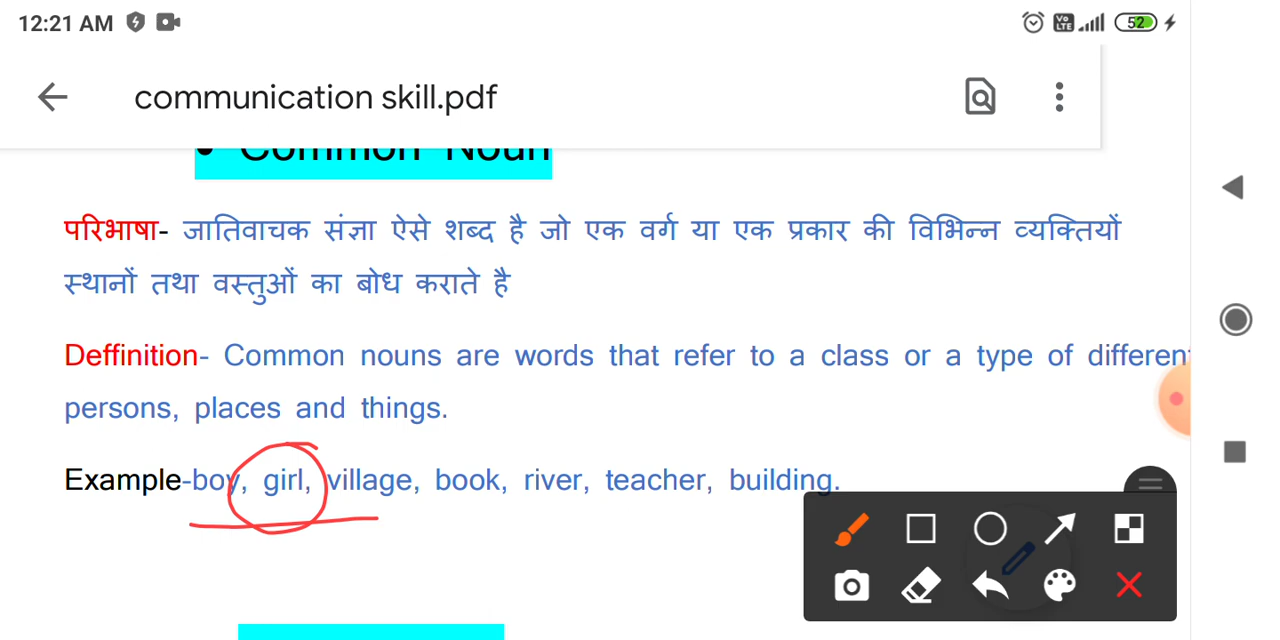 12:21 AM VoLTE 52
communication skill.pdf
• Common Noun
परिभाषा- जातिवाचक संज्ञा ऐसे शब्द है जो एक वर्ग या एक प्रकार की विभिन्न व्यक्तियों
स्थानों तथा वस्तुओं का बोध कराते है
Deffinition- Common nouns are words that refer to a class or a type of different
persons, places and things.
Example-boy, girl, village, book, river, teacher, building.